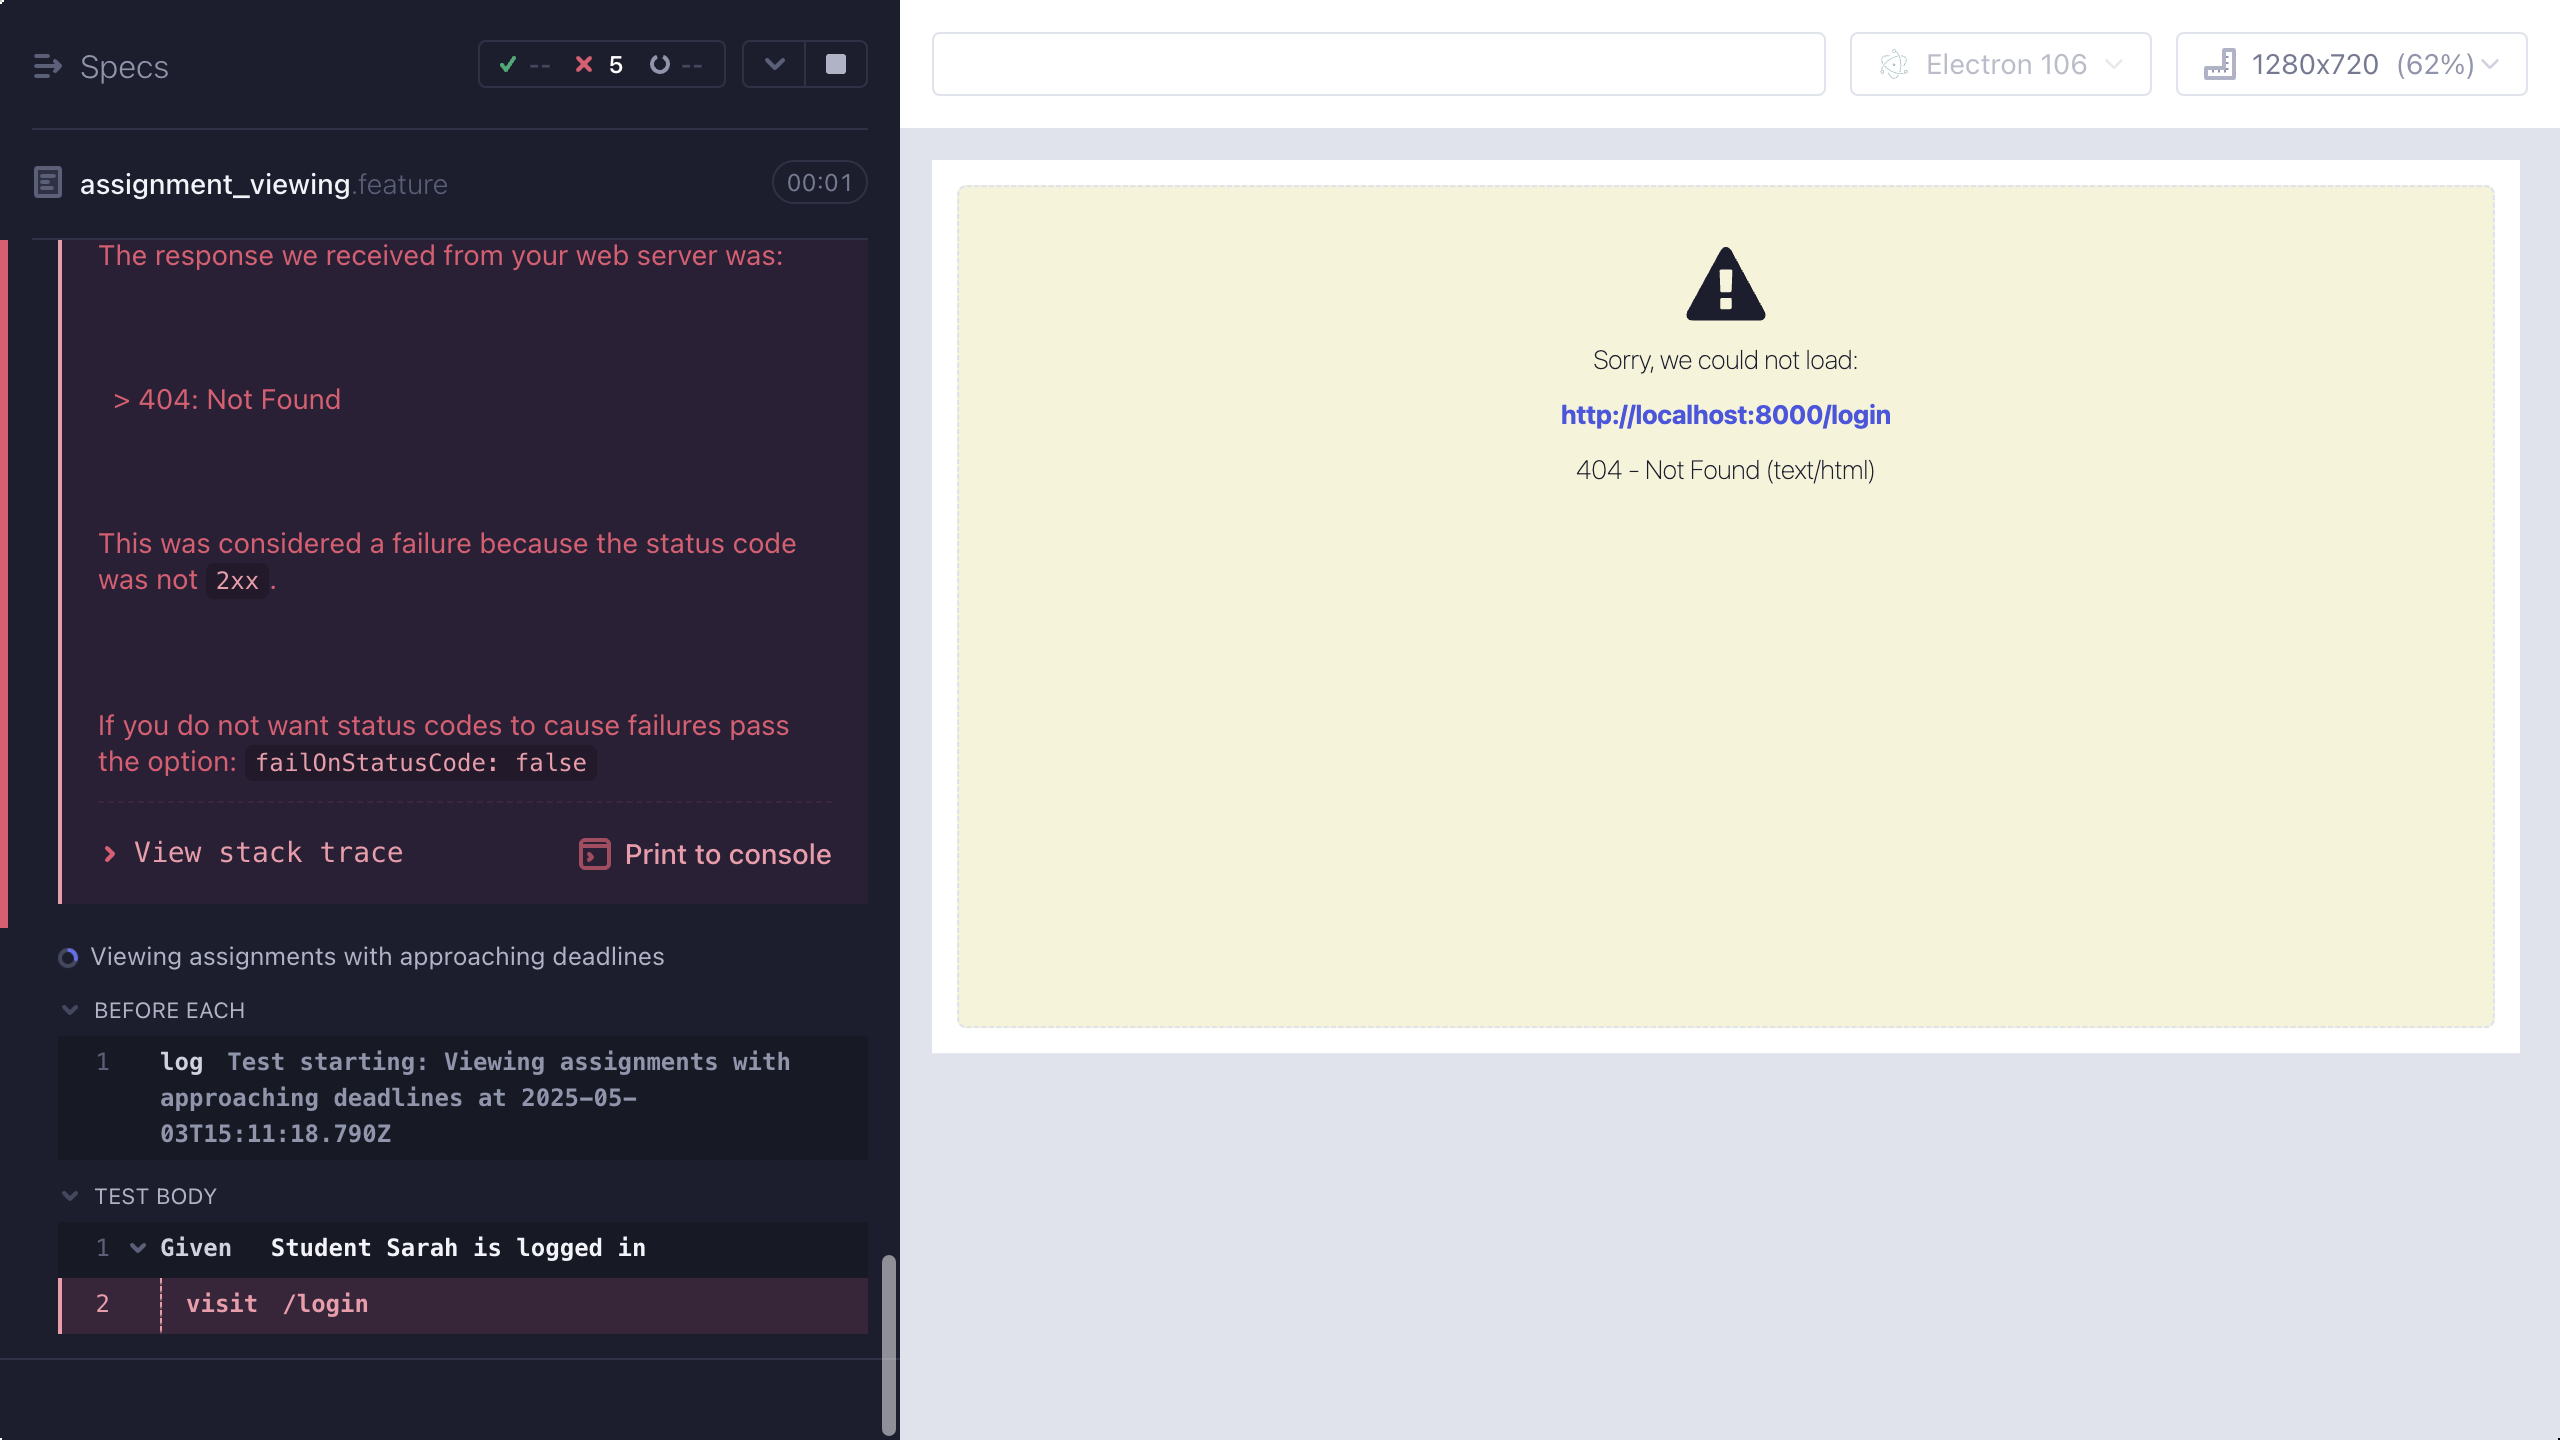 Specs
-- 5 --
assignment_viewing.feature
00:01
The response we received from your web server was:
> 404: Not Found
This was considered a failure because the status code
was not 2xx.
If you do not want status codes to cause failures pass
the option: failOnStatusCode: false
View stack trace
Print to console
Viewing assignments with approaching deadlines
BEFORE EACH
1 log Test starting: Viewing assignments with
approaching deadlines at 2025-05-
03T15:11:18.790Z
TEST BODY
1 Given Student Sarah is logged in
2 visit /login
Electron 106
1280x720 (62%)
Sorry, we could not load:
http://localhost:8000/login
404 - Not Found (text/html)